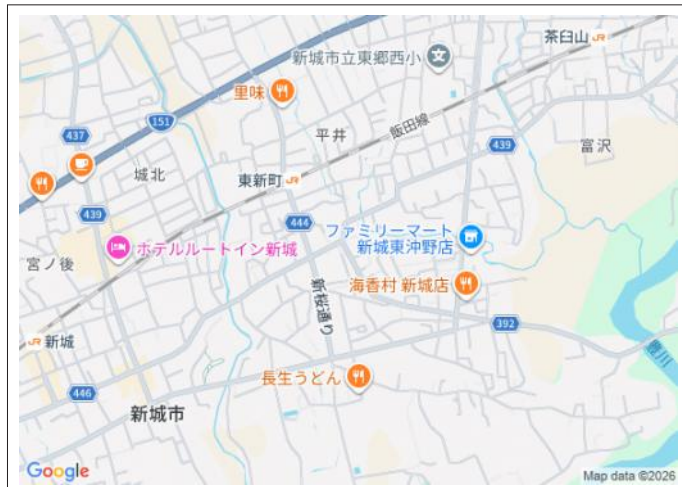 茶臼山
新城市立東郷西小
里味
151
平井
飯田線
437
439
富沢
城北
東新町
439
444
ファミリーマート
新城東沖野店
ホテルルートイン新城
宮ノ後
海香村 新城店
新桜通り
392
豊川
新城
長生うどん
446
新城市
Google
Map data ©2026